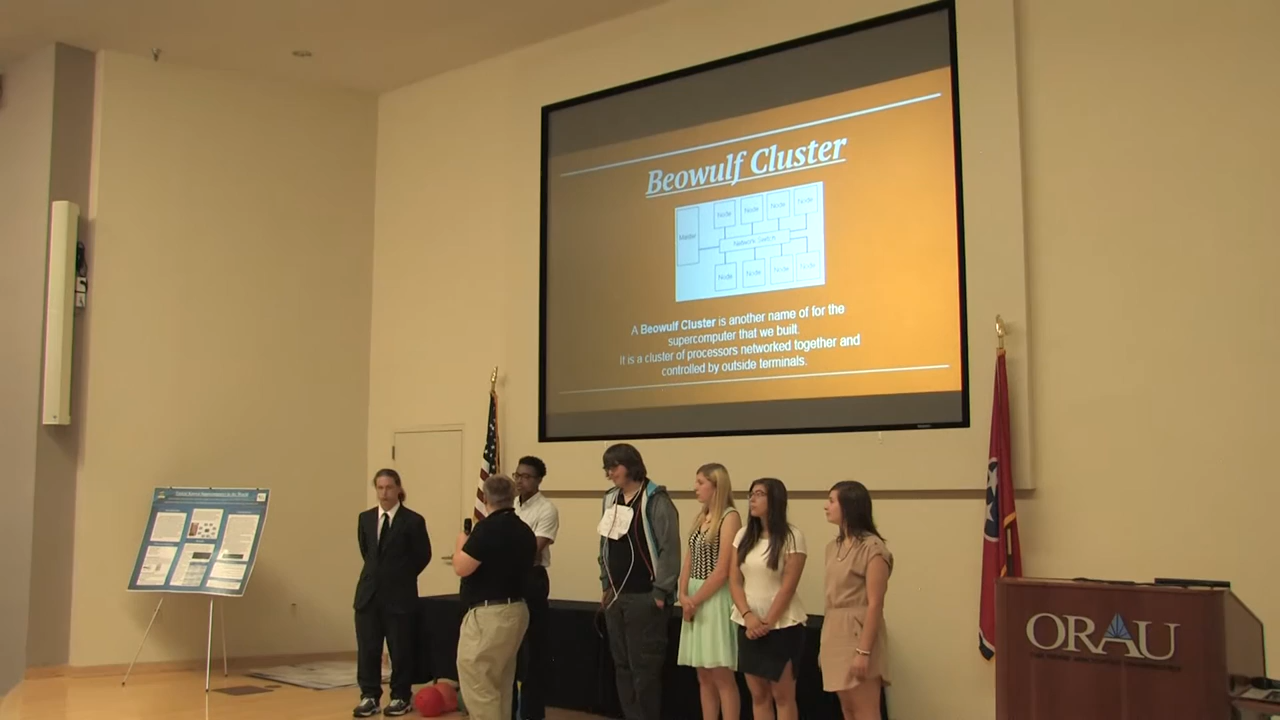 Beowulf Cluster
Node Node Node Node
Master
Network Switch
Node Node Node Node
A Beowulf Cluster is another name of for the
supercomputer that we built.
It is a cluster of processors networked together and
controlled by outside terminals.
ORAU